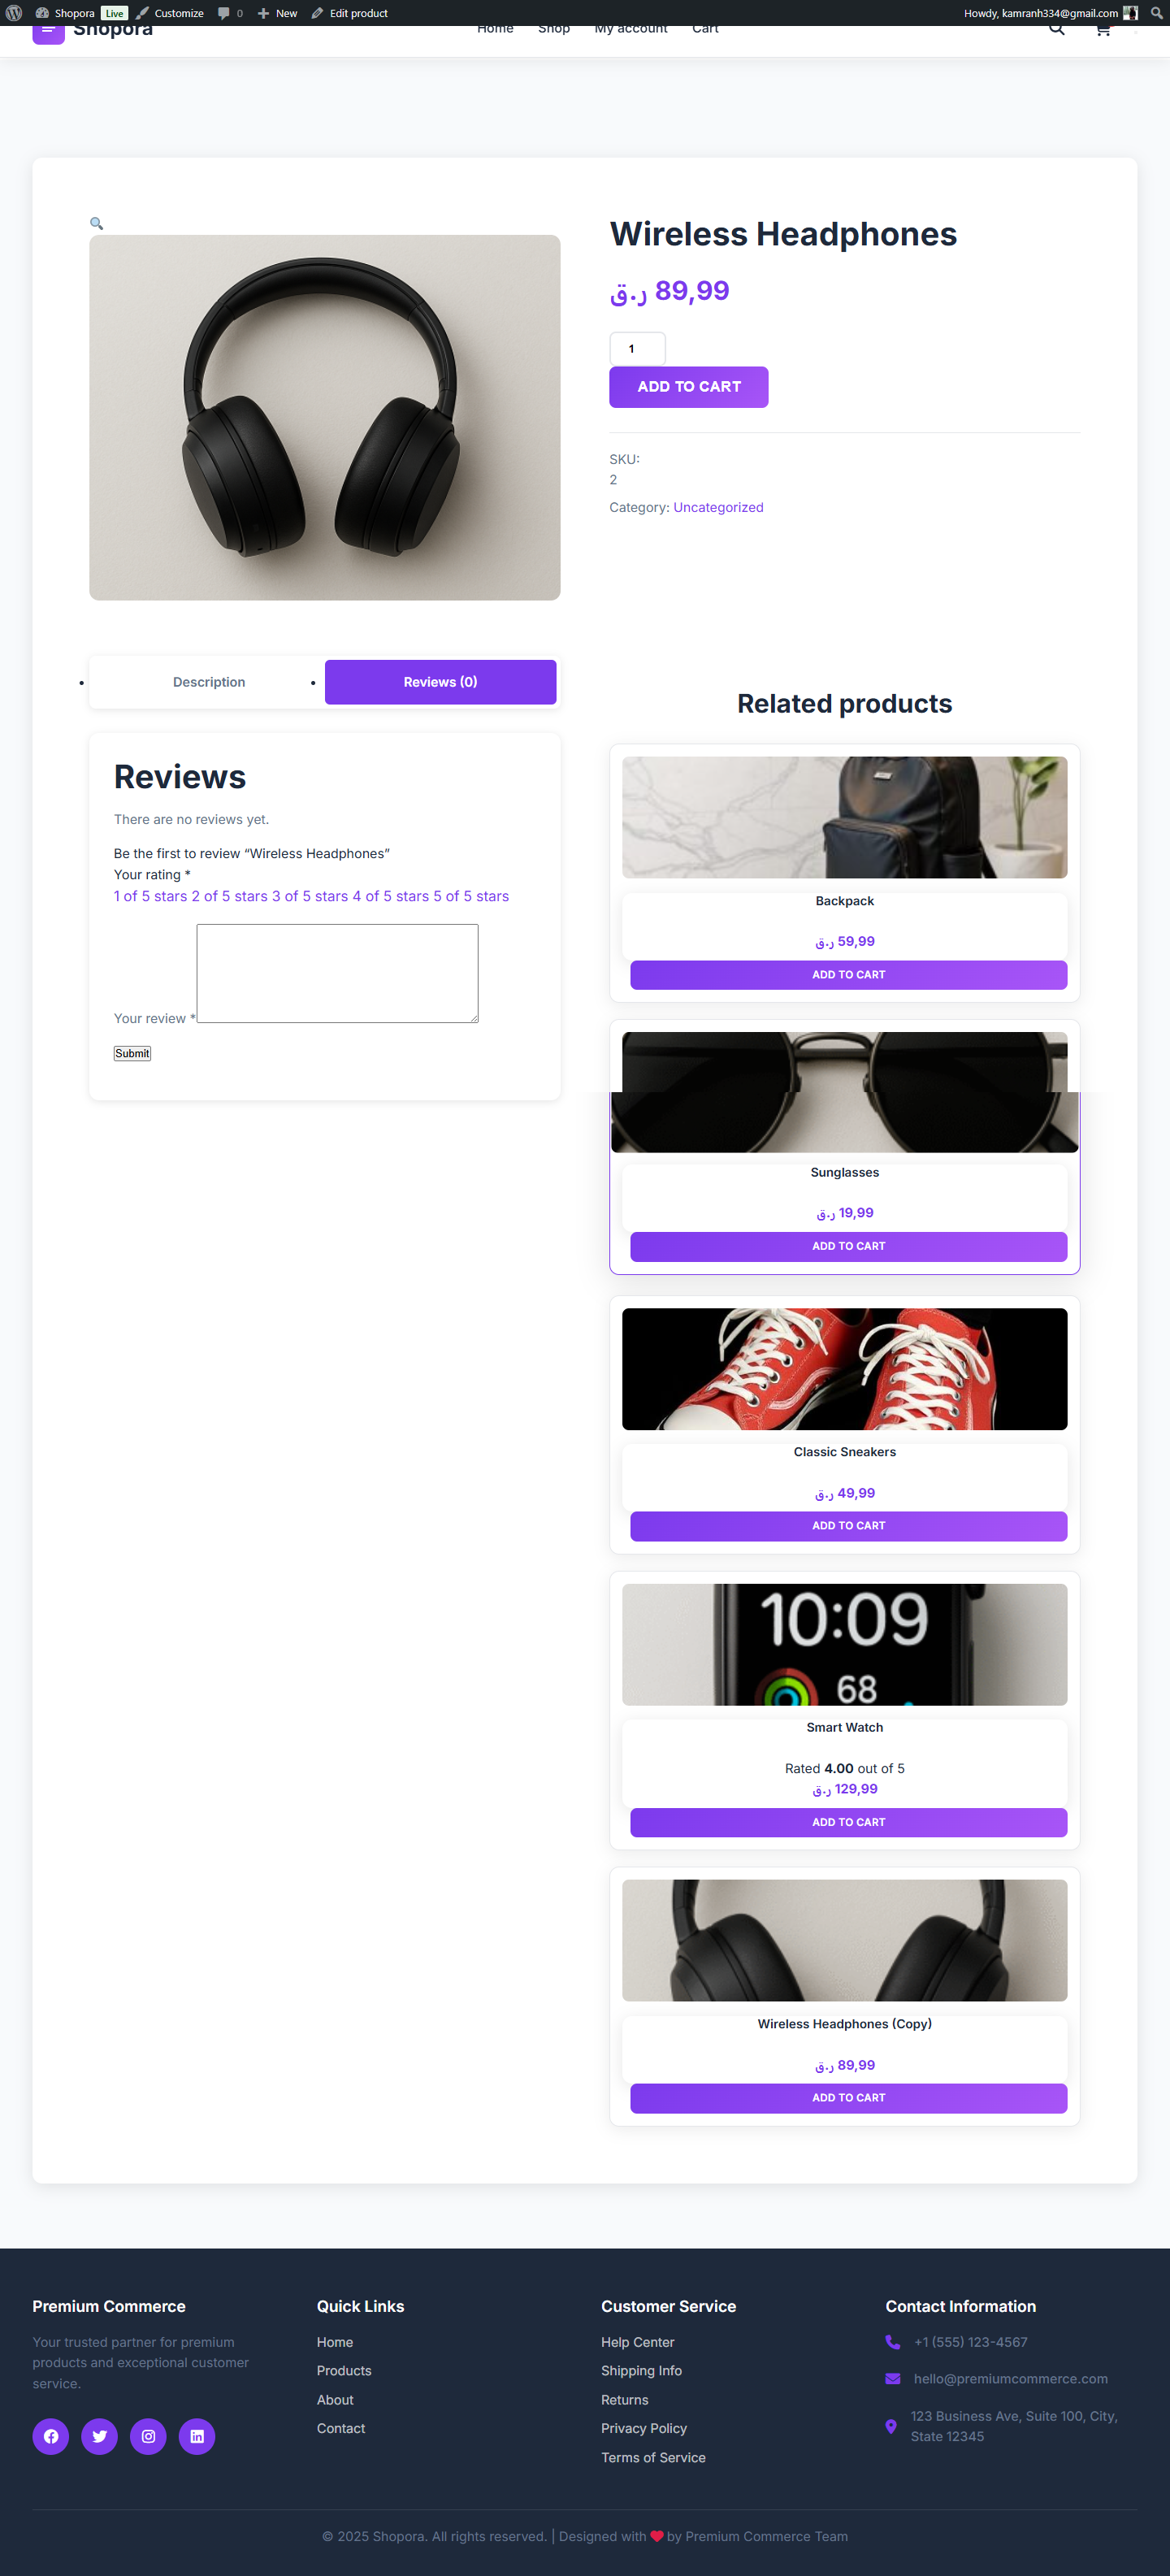 Shopora Live Customize 0 New Edit product Howdy, kamranh334@gmail.com
Shopora Home Shop My account Cart
Wireless Headphones
89,99 ر.ق
1
ADD TO CART
SKU:
2
Category: Uncategorized
Description Reviews (0)
Reviews
There are no reviews yet.
Be the first to review “Wireless Headphones”
Your rating *
1 of 5 stars 2 of 5 stars 3 of 5 stars 4 of 5 stars 5 of 5 stars
Your review *
Submit
Related products
Backpack
59,99 ر.ق
ADD TO CART
Sunglasses
19,99 ر.ق
ADD TO CART
Classic Sneakers
49,99 ر.ق
ADD TO CART
10:09
68
Smart Watch
Rated 4.00 out of 5
129,99 ر.ق
ADD TO CART
Wireless Headphones (Copy)
89,99 ر.ق
ADD TO CART
Premium Commerce
Your trusted partner for premium
products and exceptional customer
service.
Quick Links
Home
Products
About
Contact
Customer Service
Help Center
Shipping Info
Returns
Privacy Policy
Terms of Service
Contact Information
+1 (555) 123-4567
hello@premiumcommerce.com
123 Business Ave, Suite 100, City,
State 12345
© 2025 Shopora. All rights reserved. | Designed with ❤ by Premium Commerce Team